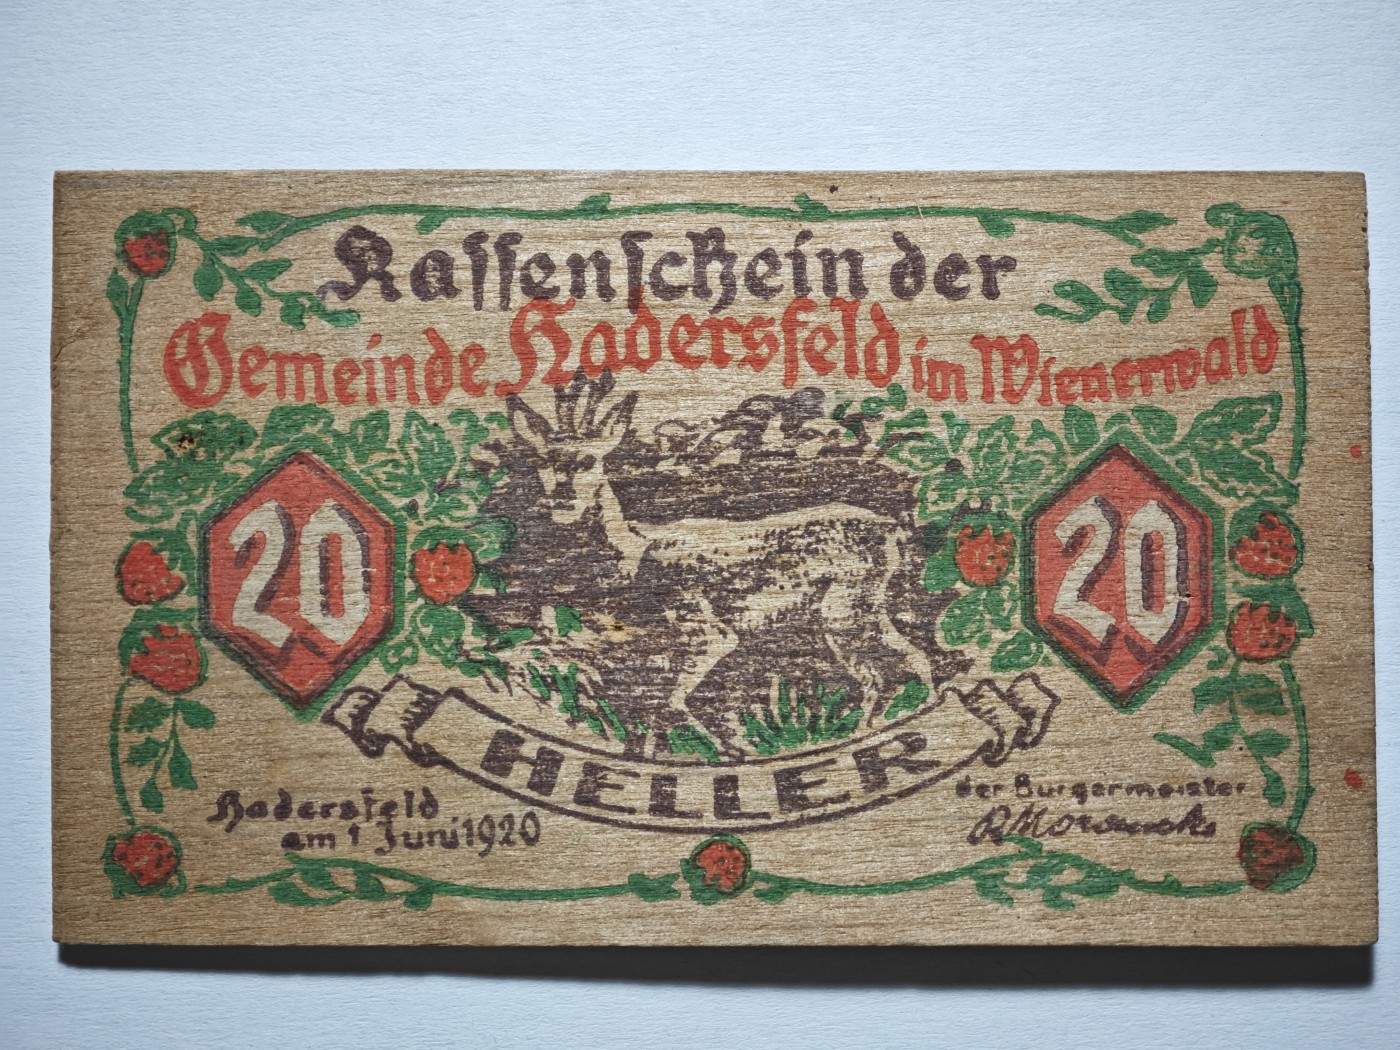 Kassenschein der
Gemeinde Hadersfeld im Wienerwald
20
20
HELLER
Hadersfeld
am 1 Juni 1920
der Burgermeister